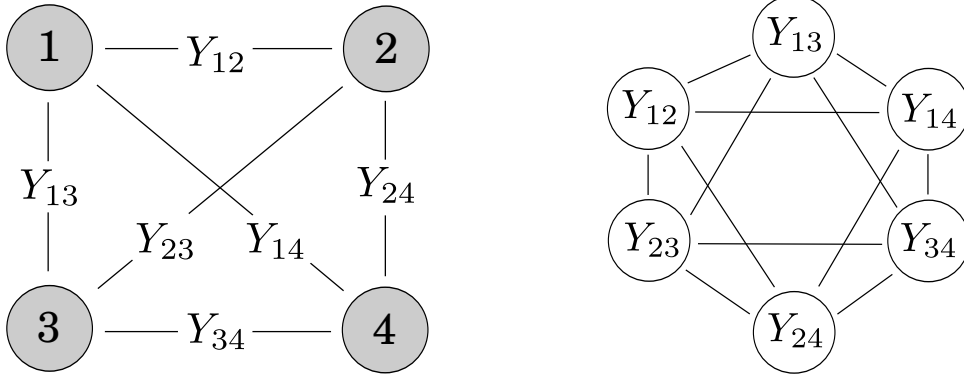 1 Y₁₂ 2
Y₁₃ Y₂₄
Y₂₃ Y₁₄
3 Y₃₄ 4
Y₁₃
Y₁₂ Y₁₄
Y₂₃ Y₃₄
Y₂₄